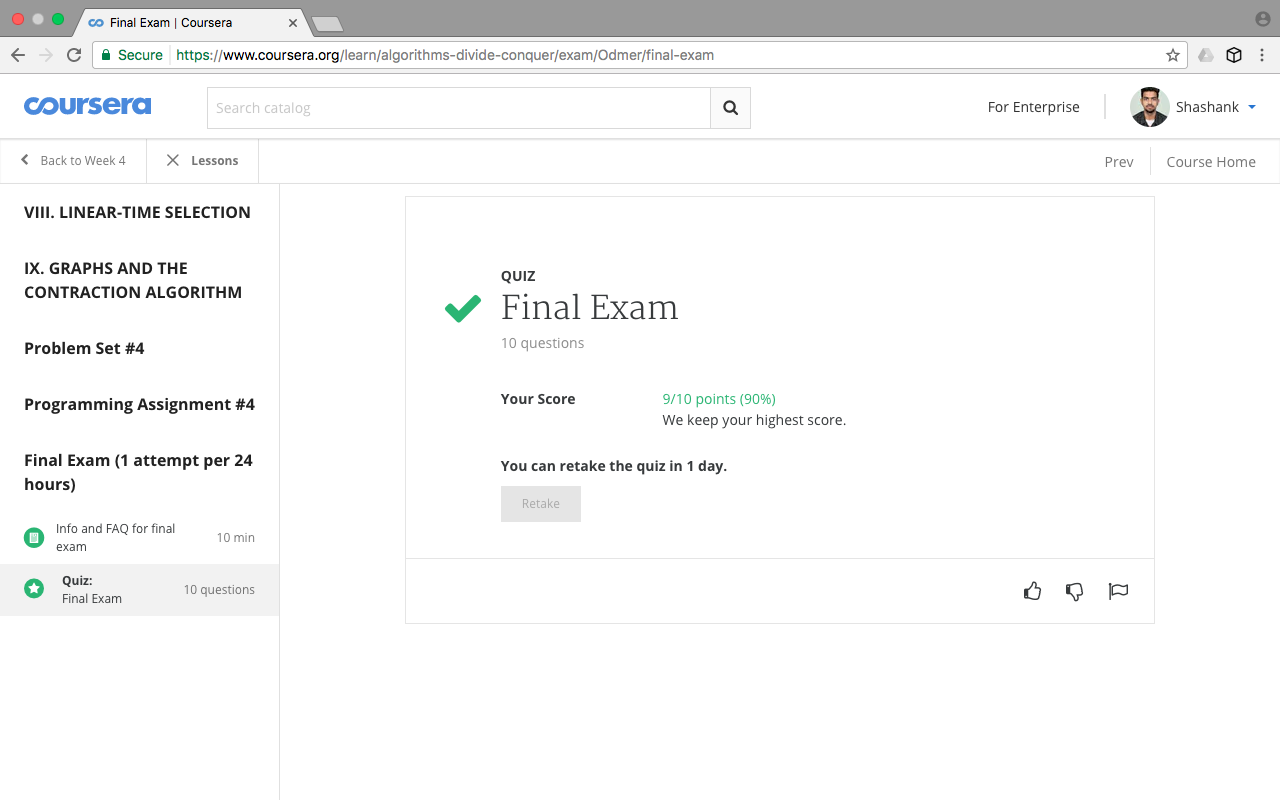 Final Exam | Coursera
Secure https://www.coursera.org/learn/algorithms-divide-conquer/exam/Odmer/final-exam
coursera
Search catalog
For Enterprise
Shashank
Back to Week 4
Lessons
Prev
Course Home
VIII. LINEAR-TIME SELECTION
IX. GRAPHS AND THE
CONTRACTION ALGORITHM
Problem Set #4
Programming Assignment #4
Final Exam (1 attempt per 24
hours)
Info and FAQ for final
exam
10 min
Quiz:
Final Exam
10 questions
QUIZ
Final Exam
10 questions
Your Score
9/10 points (90%)
We keep your highest score.
You can retake the quiz in 1 day.
Retake